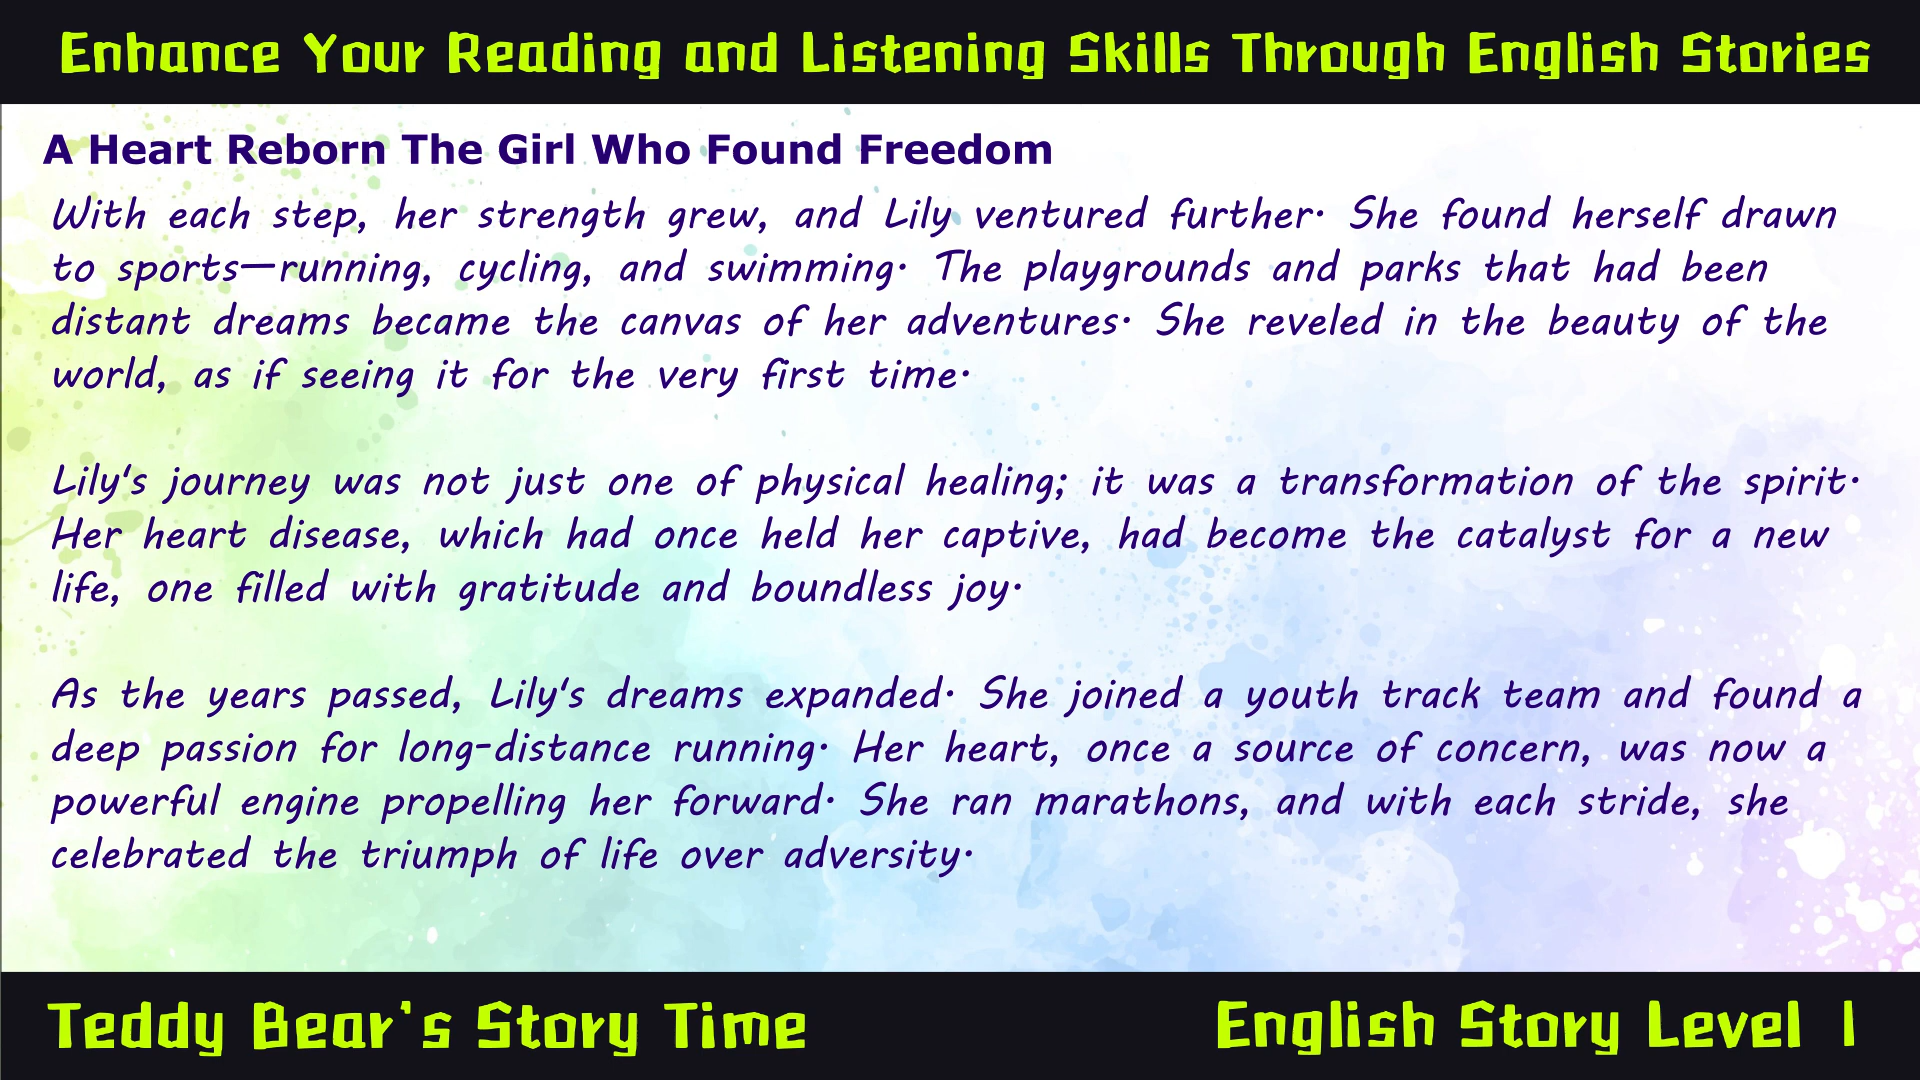 Enhance Your Reading and Listening Skills Through English Stories
A Heart Reborn The Girl Who Found Freedom
With each step, her strength grew, and Lily ventured further. She found herself drawn
to sports—running, cycling, and swimming. The playgrounds and parks that had been
distant dreams became the canvas of her adventures. She reveled in the beauty of the
world, as if seeing it for the very first time.
Lily's journey was not just one of physical healing; it was a transformation of the spirit.
Her heart disease, which had once held her captive, had become the catalyst for a new
life, one filled with gratitude and boundless joy.
As the years passed, Lily's dreams expanded. She joined a youth track team and found a
deep passion for long-distance running. Her heart, once a source of concern, was now a
powerful engine propelling her forward. She ran marathons, and with each stride, she
celebrated the triumph of life over adversity.
Teddy Bear's Story Time
English Story Level 1